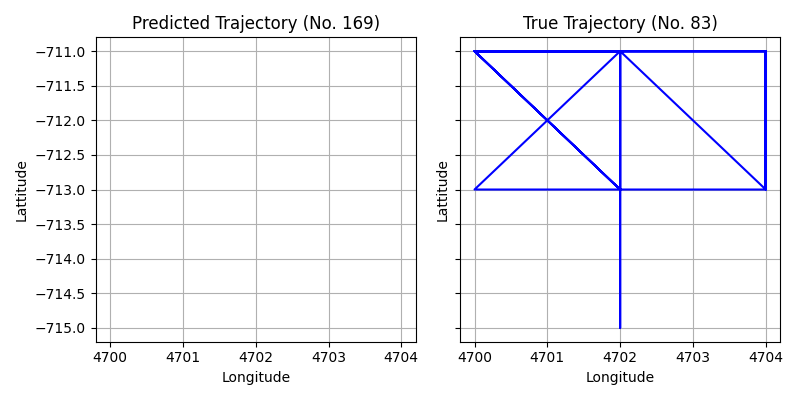 Predicted Trajectory (No. 169)
True Trajectory (No. 83)
−711.0
−711.5
−712.0
−712.5
−713.0
−713.5
−714.0
−714.5
−715.0
Lattitude
Lattitude
4700 4701 4702 4703 4704
4700 4701 4702 4703 4704
Longitude
Longitude